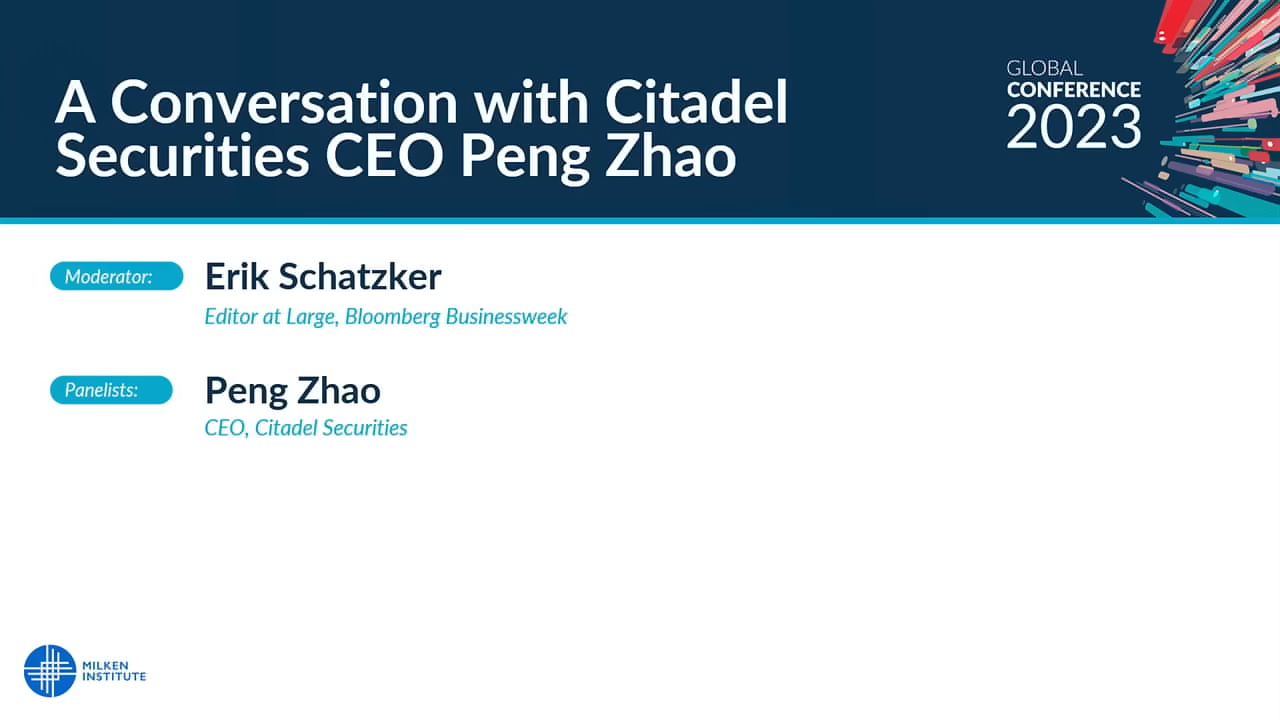 A Conversation with Citadel
Securities CEO Peng Zhao
GLOBAL
CONFERENCE
2023
Moderator:
Erik Schatzker
Editor at Large, Bloomberg Businessweek
Panelists:
Peng Zhao
CEO, Citadel Securities
MILKEN
INSTITUTE